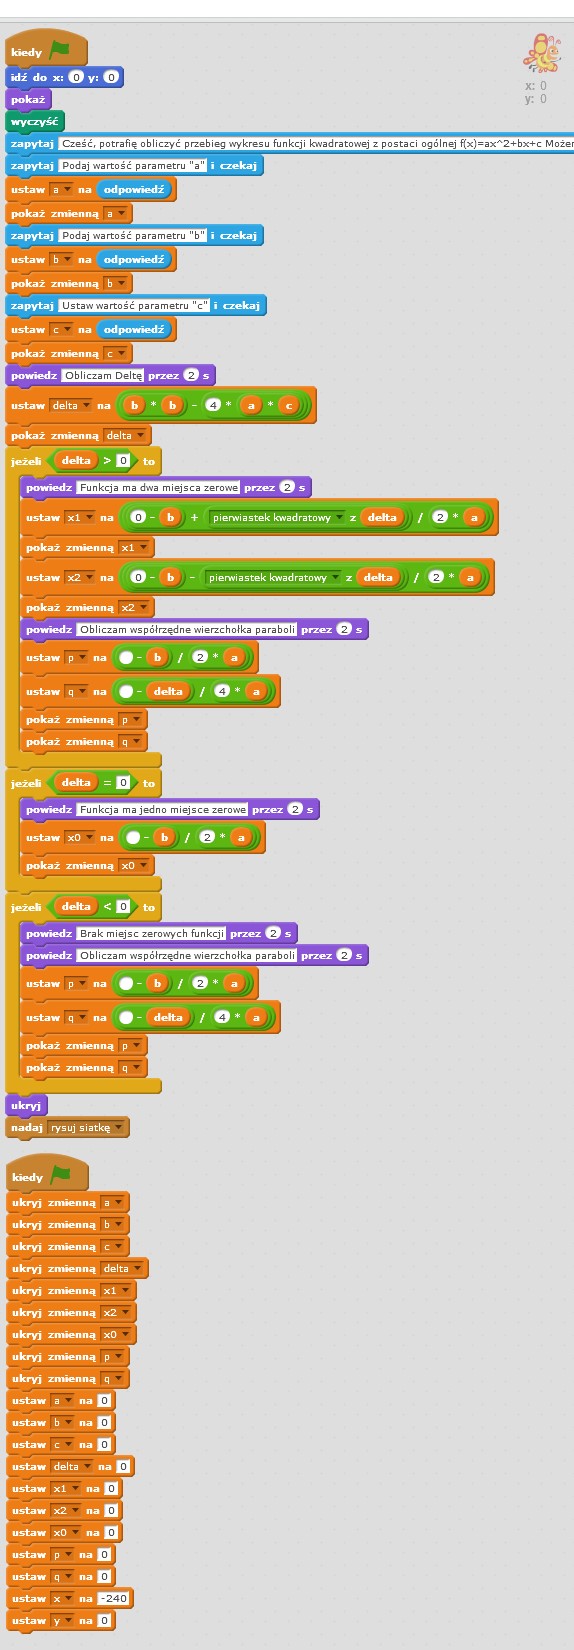 kiedy
idź do x: 0 y: 0
x: 0
y: 0
pokaż
wyczyść
zapytaj Cześć, potrafię obliczyć przebieg wykresu funkcji kwadratowej z postaci ogólnej f(x)=ax^2+bx+c Może
zapytaj Podaj wartość parametru "a" i czekaj
ustaw a na odpowiedź
pokaż zmienną a
zapytaj Podaj wartość parametru "b" i czekaj
ustaw b na odpowiedź
pokaż zmienną b
zapytaj Ustaw wartość parametru "c" i czekaj
ustaw c na odpowiedź
pokaż zmienną c
powiedz Obliczam Deltę przez 2 s
ustaw delta na b * b - 4 * a * c
pokaż zmienną delta
jeżeli delta > 0 to
powiedz Funkcja ma dwa miejsca zerowe przez 2 s
ustaw x1 na 0 - b + pierwiastek kwadratowy z delta / 2 * a
pokaż zmienną x1
ustaw x2 na 0 - b - pierwiastek kwadratowy z delta / 2 * a
pokaż zmienną x2
powiedz Obliczam współrzędne wierzchołka paraboli przez 2 s
ustaw p na - b / 2 * a
ustaw q na - delta / 4 * a
pokaż zmienną p
pokaż zmienną q
jeżeli delta = 0 to
powiedz Funkcja ma jedno miejsce zerowe przez 2 s
ustaw x0 na - b / 2 * a
pokaż zmienną x0
jeżeli delta < 0 to
powiedz Brak miejsc zerowych funkcji przez 2 s
powiedz Obliczam współrzędne wierzchołka paraboli przez 2 s
ustaw p na - b / 2 * a
ustaw q na - delta / 4 * a
pokaż zmienną p
pokaż zmienną q
ukryj
nadaj rysuj siatkę
kiedy
ukryj zmienną a
ukryj zmienną b
ukryj zmienną c
ukryj zmienną delta
ukryj zmienną x1
ukryj zmienną x2
ukryj zmienną x0
ukryj zmienną p
ukryj zmienną q
ustaw a na 0
ustaw b na 0
ustaw c na 0
ustaw delta na 0
ustaw x1 na 0
ustaw x2 na 0
ustaw x0 na 0
ustaw p na 0
ustaw q na 0
ustaw x na -240
ustaw y na 0